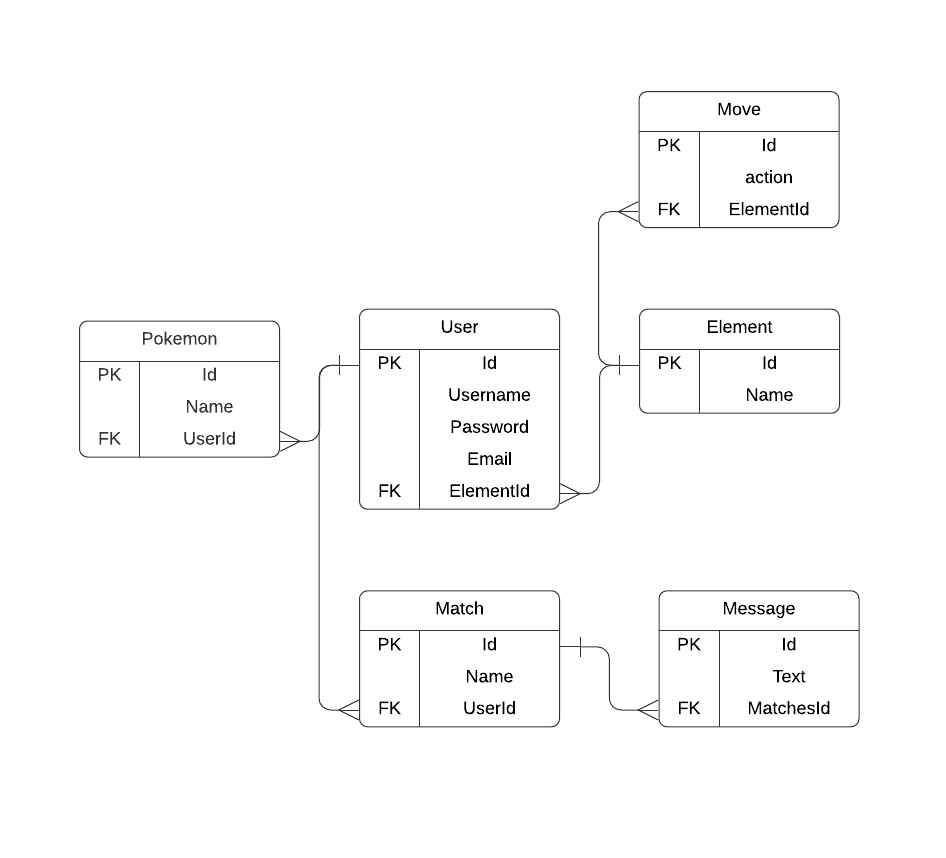 Move
PK Id
action
FK ElementId
Pokemon
PK Id
Name
FK UserId
User
PK Id
Username
Password
Email
FK ElementId
Element
PK Id
Name
Match
PK Id
Name
FK UserId
Message
PK Id
Text
FK MatchesId